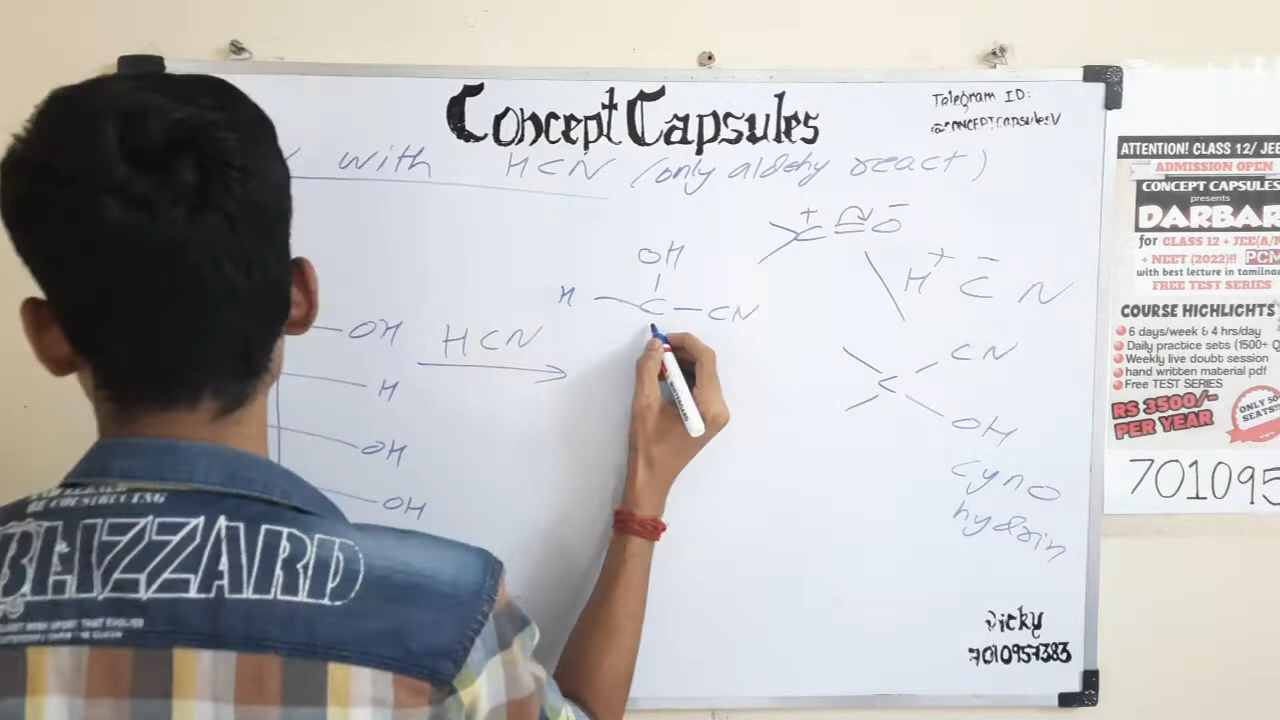 Concept Capsules
Telegram ID:
@CONCEPTCapsulesV
with HCN (only aldehy react)
+ C = O −
H + C − N
OH
H C — CN
HCN
OH
H
OH
OH
CN
C
OH
cyno
hydrin
Vicky
7010957383
ATTENTION! CLASS 12/ JEE
ADMISSION OPEN
CONCEPT CAPSULES
presents
DARBAR
for CLASS 12 + JEE(A/
+ NEET (2022)!! PCM
with best lecture in tamilna
FREE TEST SERIES
COURSE HIGHLIGHTS
6 days/week & 4 hrs/day
Daily practice sets (1500+ Q
Weekly live doubt session
hand written material pdf
Free TEST SERIES
RS 3500/-
PER YEAR
ONLY 50
701095
BLIZZARD